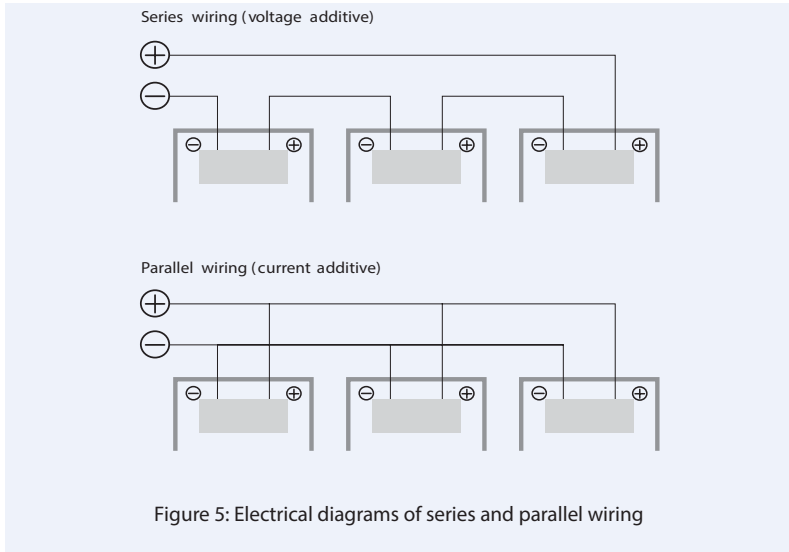 Series wiring (voltage additive)
+
−
− + − + − +
Parallel wiring (current additive)
+
−
− + − + − +
Figure 5: Electrical diagrams of series and parallel wiring